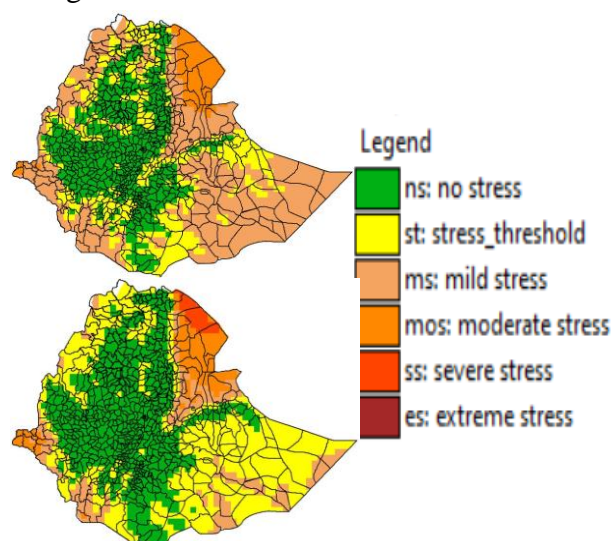 Legend
ns: no stress
st: stress_threshold
ms: mild stress
mos: moderate stress
ss: severe stress
es: extreme stress